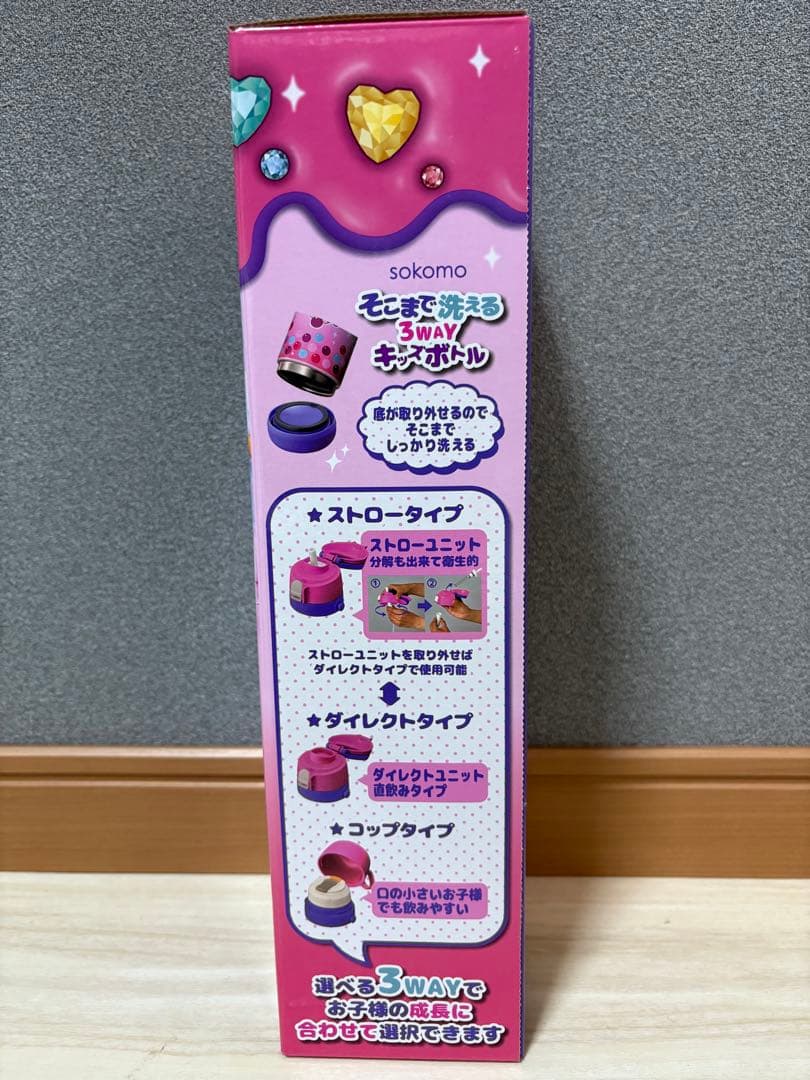 sokomo
そこまで洗える
3WAY
キッズボトル
底が取り外せるので
そこまで
しっかり洗える
★ストロータイプ
ストローユニット
分解も出来て衛生的
① ②
ストローユニットを取り外せば
ダイレクトタイプで使用可能
★ダイレクトタイプ
ダイレクトユニット
直飲みタイプ
★コップタイプ
口の小さいお子様
でも飲みやすい
選べる3WAYで
お子様の成長に
合わせて選択できます